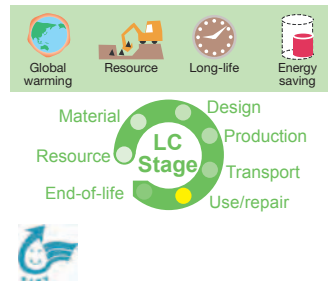 Global
warming
Resource
Long-life
Energy
saving
Material
Design
Production
Resource
LC
Stage
Transport
End-of-life
Use/repair